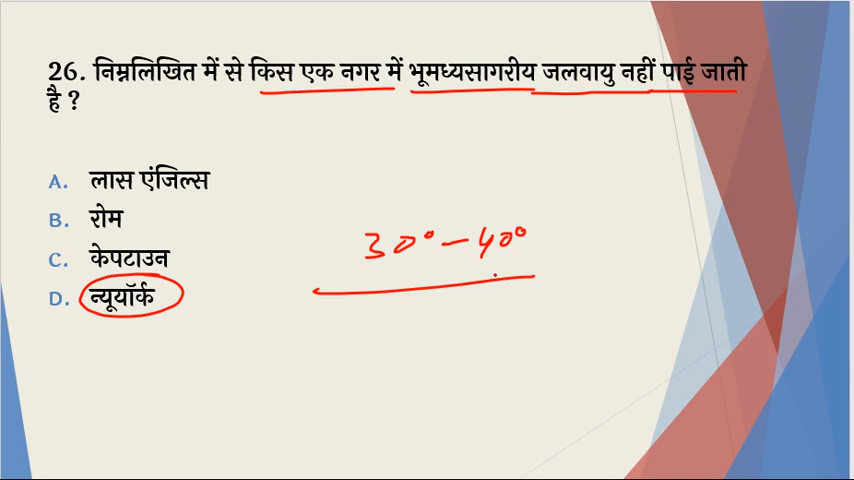 26. निम्नलिखित में से किस एक नगर में भूमध्यसागरीय जलवायु नहीं पाई जाती
है ?
A. लास एंजिल्स
B. रोम
C. केपटाउन
D. न्यूयॉर्क
30° – 40°